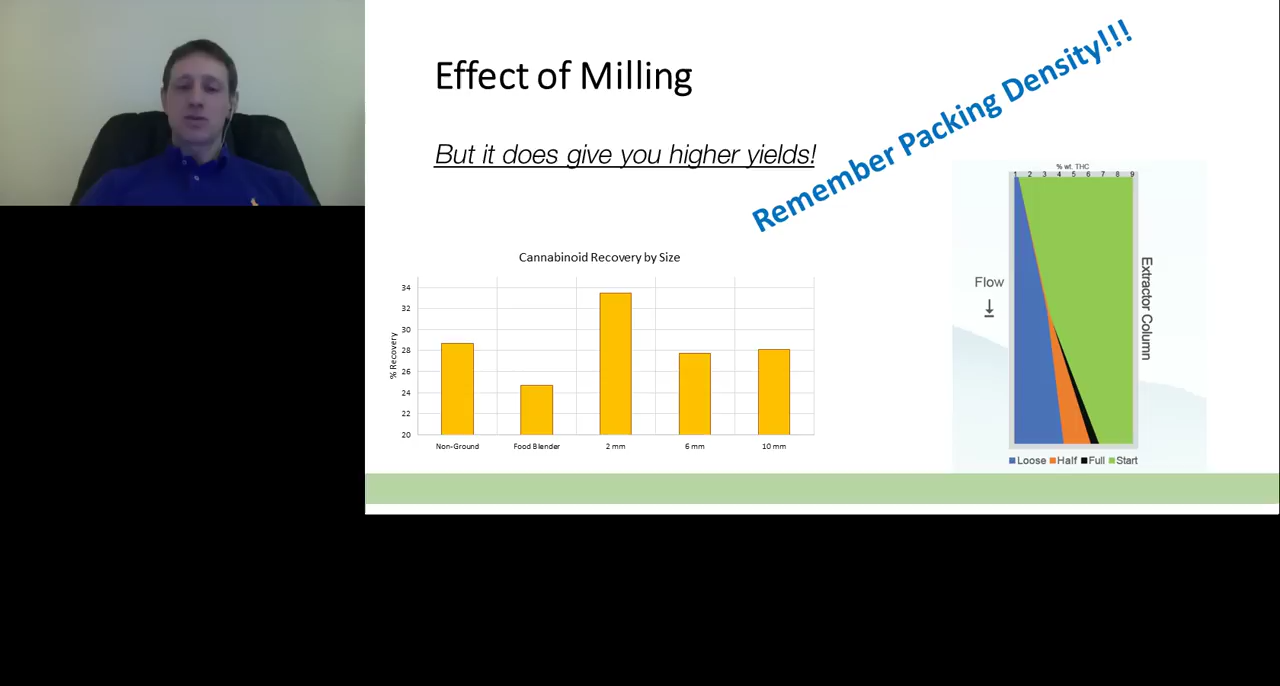 Effect of Milling
Remember Packing Density!!!
But it does give you higher yields!
Cannabinoid Recovery by Size
% Recovery
34
32
30
28
26
24
22
20
Non-Ground Food Blender 2 mm 6 mm 10 mm
% wt. THC
1 2 3 4 5 6 7 8 9
Flow
Extractor Column
Loose Half Full Start